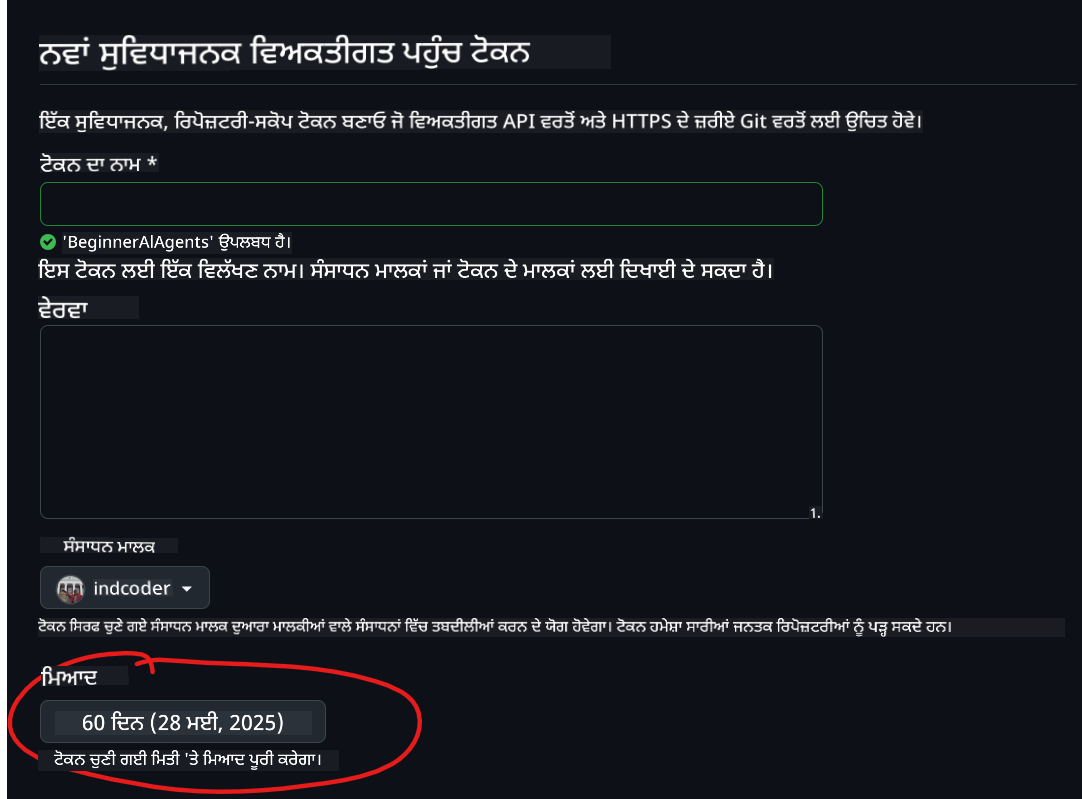 ਨਵਾਂ ਸੁਵਿਧਾਜਨਕ ਵਿਅਕਤੀਗਤ ਪਹੁੰਚ ਟੋਕਨ
ਇੱਕ ਸੁਵਿਧਾਜਨਕ, ਰਿਪੋਜ਼ਟਰੀ-ਸਕੋਪ ਟੋਕਨ ਬਣਾਓ ਜੋ ਵਿਅਕਤੀਗਤ API ਵਰਤੋਂ ਅਤੇ HTTPS ਦੇ ਜ਼ਰੀਏ Git ਵਰਤੋਂ ਲਈ ਉਚਿਤ ਹੋਵੇ।
ਟੋਕਨ ਦਾ ਨਾਮ *
'BeginnerAIAgents' ਉਪਲਬਧ ਹੈ।
ਇਸ ਟੋਕਨ ਲਈ ਇੱਕ ਵਿਲੱਖਣ ਨਾਮ। ਸੰਸਾਧਨ ਮਾਲਕਾਂ ਜਾਂ ਟੋਕਨ ਦੇ ਮਾਲਕਾਂ ਲਈ ਦਿਖਾਈ ਦੇ ਸਕਦਾ ਹੈ।
ਵੇਰਵਾ
1.
ਸੰਸਾਧਨ ਮਾਲਕ
indcoder
ਟੋਕਨ ਸਿਰਫ ਚੁਣੇ ਗਏ ਸੰਸਾਧਨ ਮਾਲਕ ਦੁਆਰਾ ਮਾਲਕੀਆਂ ਵਾਲੇ ਸੰਸਾਧਨਾਂ ਵਿੱਚ ਤਬਦੀਲੀਆਂ ਕਰਨ ਦੇ ਯੋਗ ਹੋਵੇਗਾ। ਟੋਕਨ ਹਮੇਸ਼ਾ ਸਾਰੀਆਂ ਜਨਤਕ ਰਿਪੋਜ਼ਟਰੀਆਂ ਨੂੰ ਪੜ੍ਹ ਸਕਦੇ ਹਨ।
ਮਿਆਦ
60 ਦਿਨ (28 ਮਈ, 2025)
ਟੋਕਨ ਚੁਣੀ ਗਈ ਮਿਤੀ 'ਤੇ ਮਿਆਦ ਪੂਰੀ ਕਰੇਗਾ।